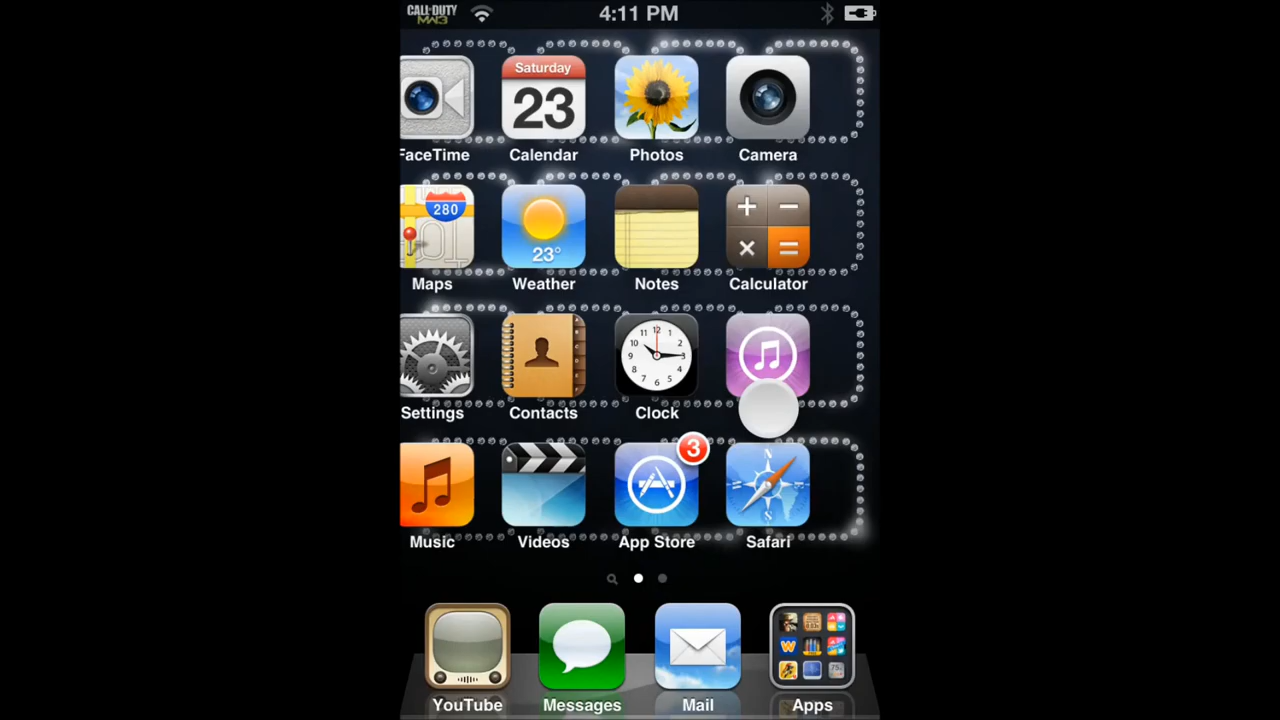 CALL·DUTY
MW3
4:11 PM
Saturday
23
FaceTime
Calendar
Photos
Camera
280
23°
Maps
Weather
Notes
Calculator
Settings
Contacts
Clock
3
Music
Videos
App Store
Safari
YouTube
Messages
Mail
Apps